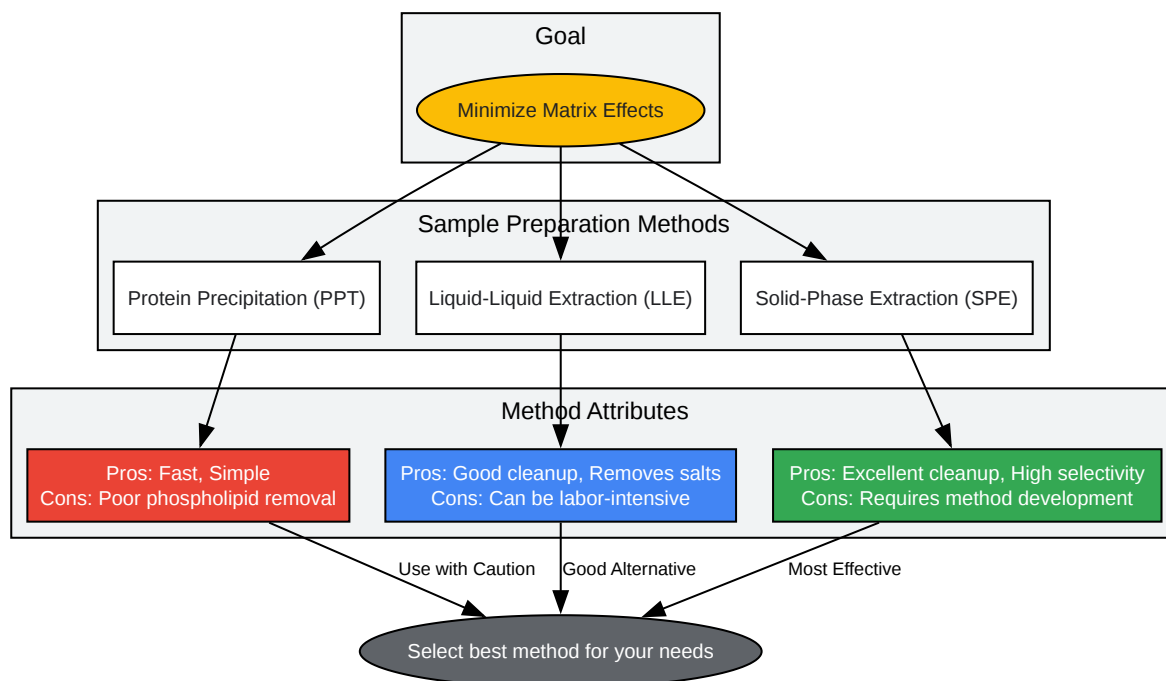 Goal
Minimize Matrix Effects
Sample Preparation Methods
Protein Precipitation (PPT)
Liquid-Liquid Extraction (LLE)
Solid-Phase Extraction (SPE)
Method Attributes
Pros: Fast, Simple
Cons: Poor phospholipid removal
Pros: Good cleanup, Removes salts
Cons: Can be labor-intensive
Pros: Excellent cleanup, High selectivity
Cons: Requires method development
Use with Caution
Good Alternative
Most Effective
Select best method for your needs